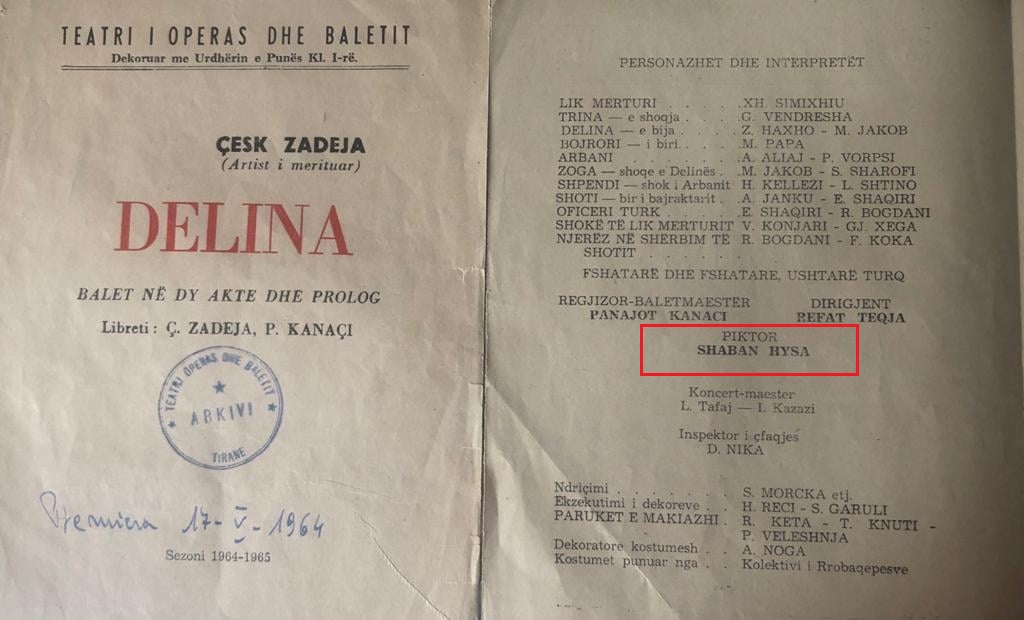 TEATRI I OPERAS DHE BALETIT
Dekoruar me Urdhërin e Punës Kl. I-rë.
ÇESK ZADEJA
(Artist i merituar)
DELINA
BALET NË DY AKTE DHE PROLOG
Libreti: Ç. ZADEJA, P. KANAÇI
TEATRI I OPERAS DHE BALETIT
ARKIVI
TIRANE
Premiera 17-V-1964
Sezoni 1964-1965
PERSONAZHET DHE INTERPRETËT
LIK MERTURI . . . . . XH. SIMIXHIU
TRINA — e shoqja . . . G. VENDRESHA
DELINA — e bija . . . . Z. HAXHO - M. JAKOB
BOJRORI — i biri. . . . M. PAPA
ARBANI . . . . . . . A. ALIAJ - P. VORPSI
ZOGA — shoqe e Delinës . M. JAKOB - S. SHAROFI
SHPENDI — shok i Arbanit H. KELLEZI - L. SHTINO
SHOTI — bir i bajraktarit . A. JANKU - E. SHAQIRI
OFICERI TURK . . . . . E. SHAQIRI - R. BOGDANI
SHOKË TË LIK MERTURIT V. KONJARI - GJ. XEGA
NJERËZ NË SHËRBIM TË R. BOGDANI - F. KOKA
SHOTIT . . . . . .
FSHATARË DHE FSHATARE, USHTARË TURQ
REGJIZOR-BALETMAESTËR DIRIGJENT
PANAJOT KANACI REFAT TEQJA
PIKTOR
SHABAN HYSA
Koncert-maester
L. Tafaj — I. Kazazi
Inspektor i çfaqjes
D. NIKA
Ndriçimi . . . . . . . S. MORCKA etj.
Ekzekutimi i dekoreve . . H. RECI - S. GARULI
PARUKET E MAKIAZHI . R. KETA - T. KNUTI -
P. VELESHNJA
Dekoratore kostumesh . . A. NOGA
Kostumet punuar nga . . Kolektivi i Rrobaqepesve